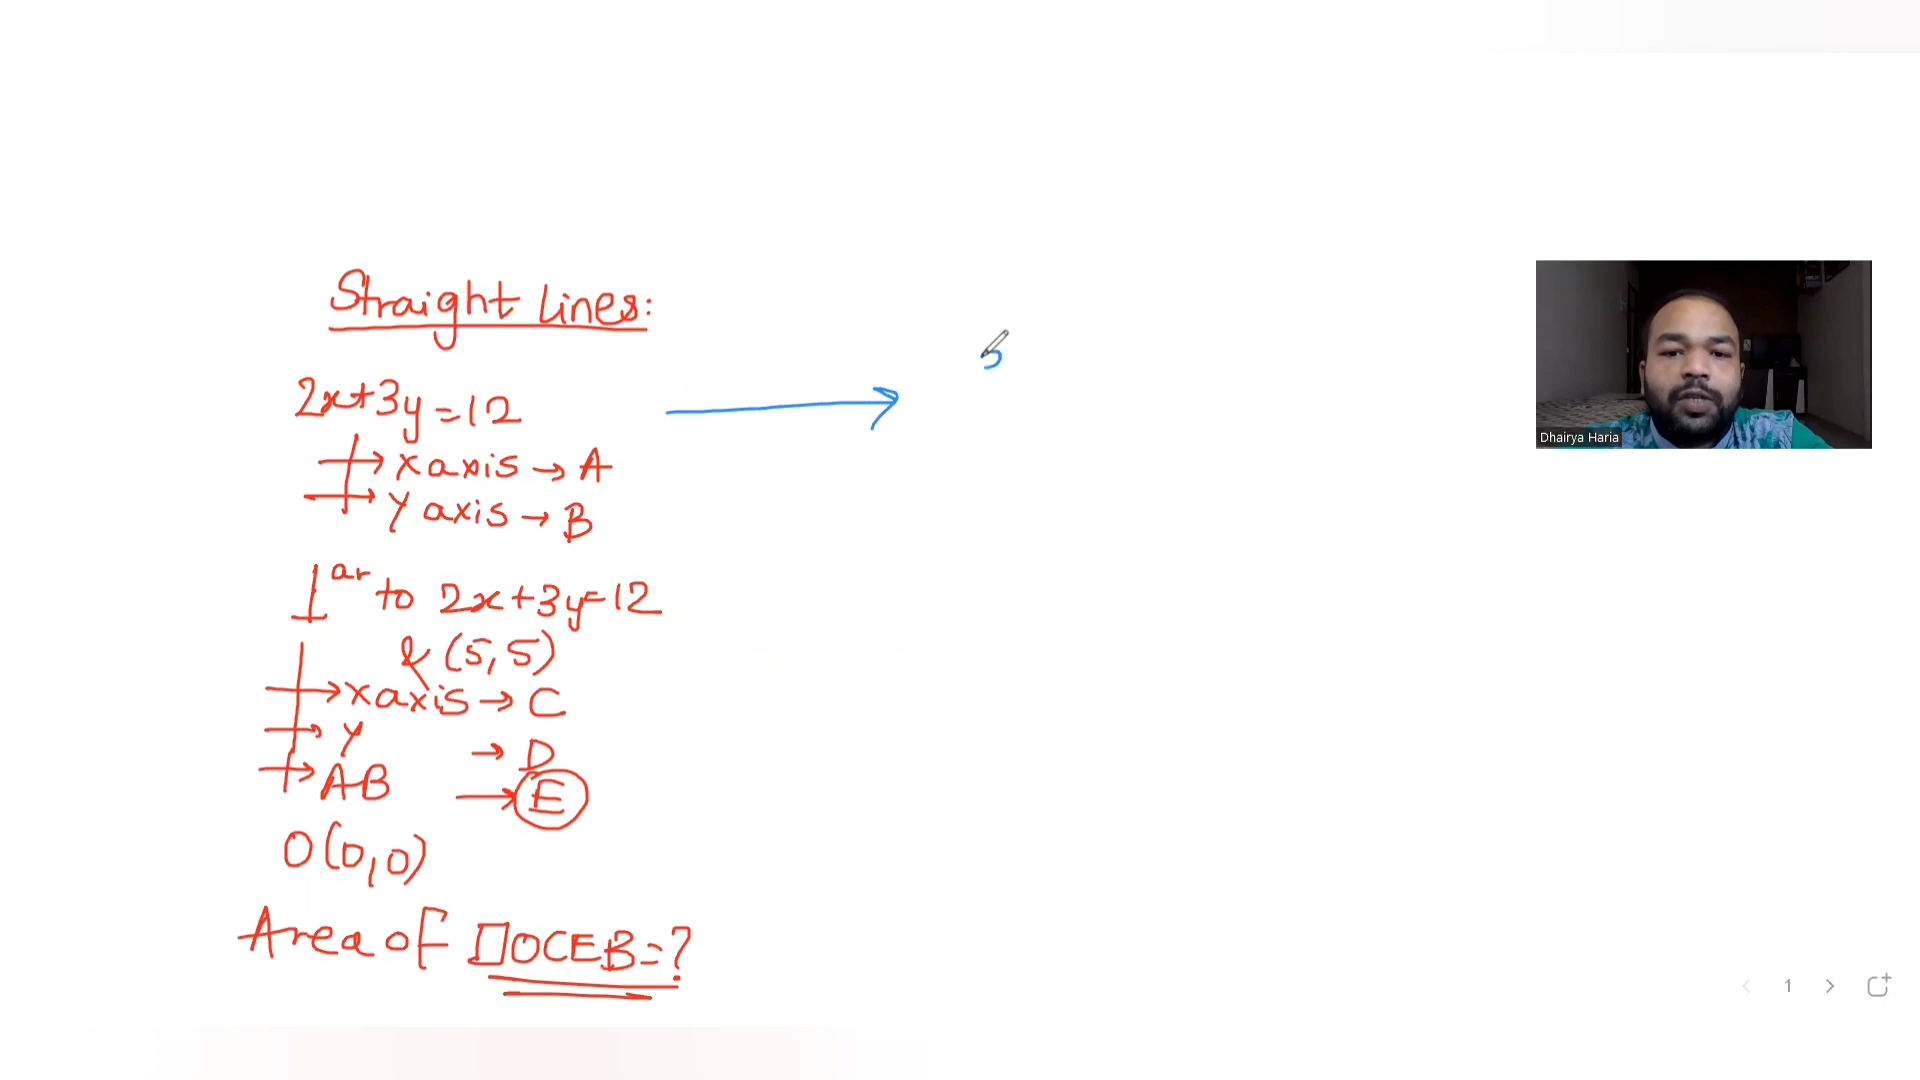 Straight Lines:
2x+3y=12
x axis → A
y axis → B
⊥ar to 2x+3y=12
& (5,5)
x axis → C
y → D
AB → E
O(0,0)
Area of □OCEB=?
5
Dhairya Haria
1